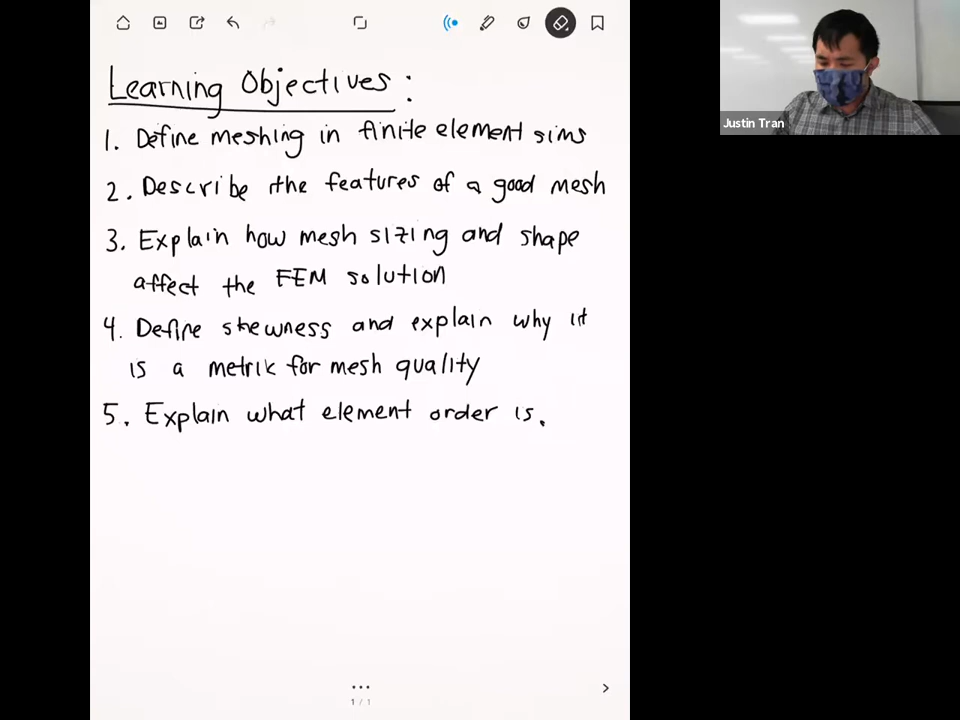 Learning Objectives:
1. Define meshing in finite element sims
2. Describe the features of a good mesh
3. Explain how mesh sizing and shape
affect the FEM solution
4. Define skewness and explain why it
is a metric for mesh quality
5. Explain what element order is.
Justin Tran
1 / 1